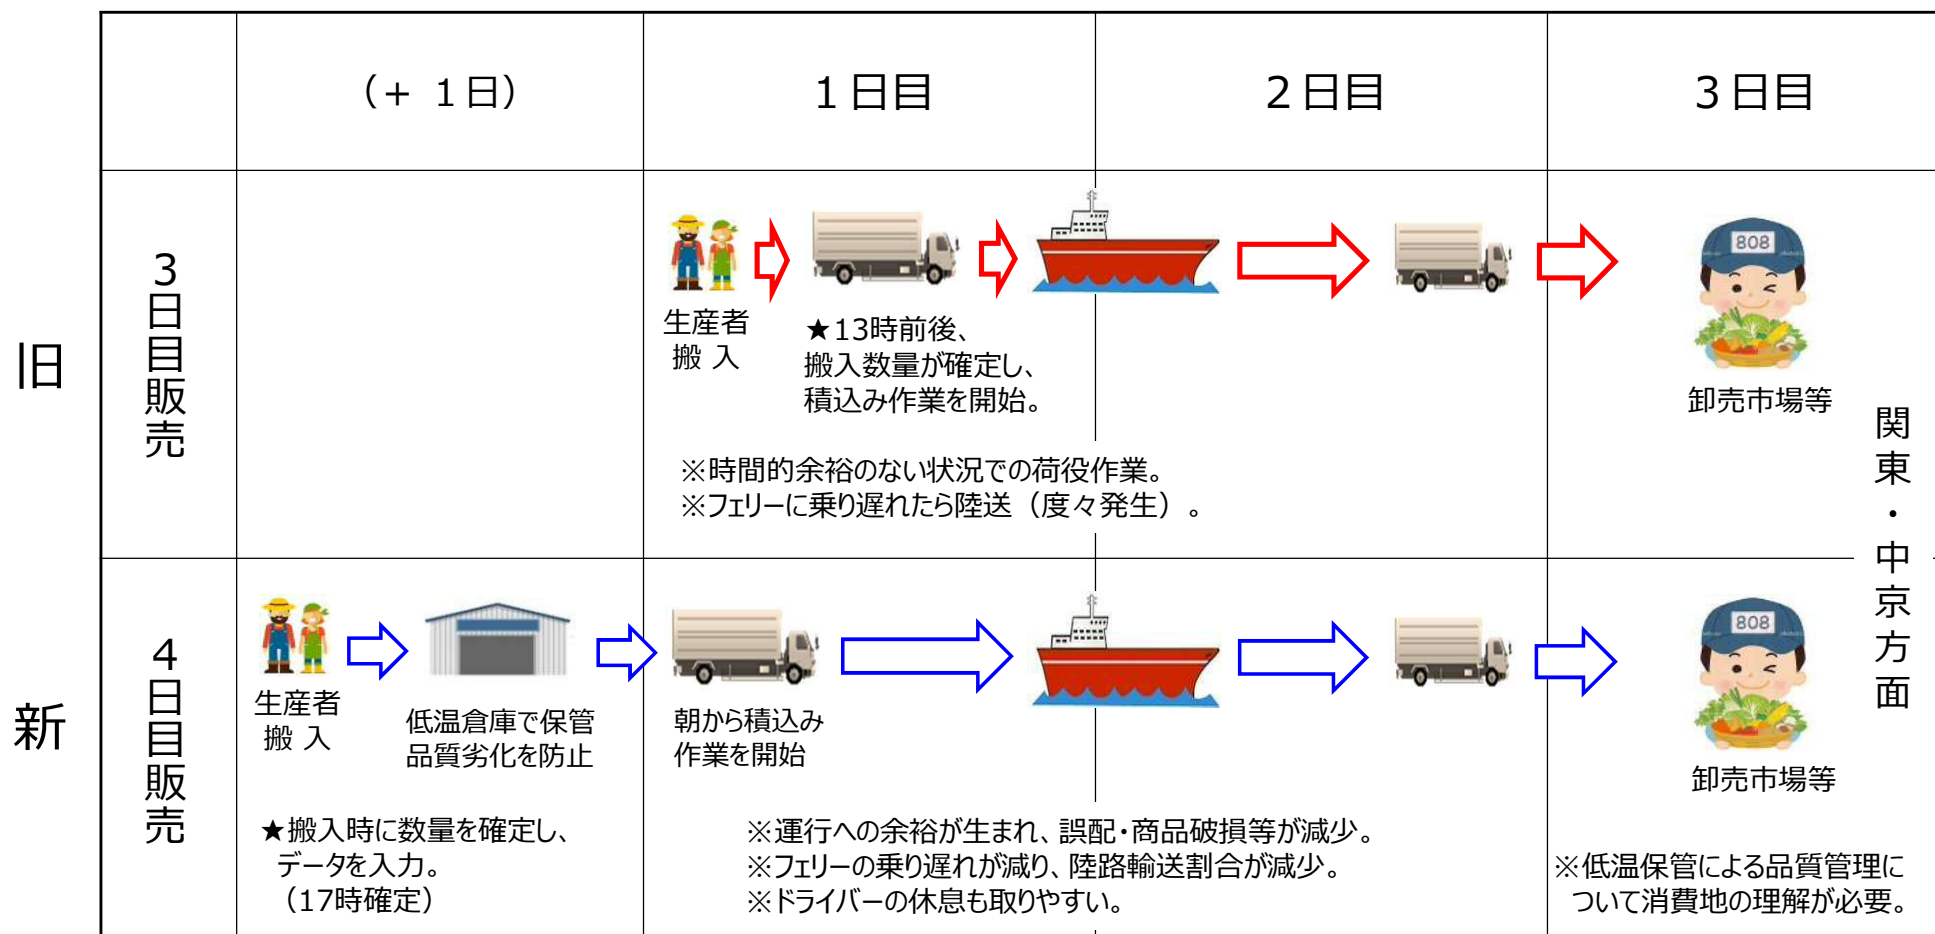 (+ 1日)
1日目
2日目
3日目
旧
3日目販売
生産者
搬 入
★13時前後、
搬入数量が確定し、
積込み作業を開始。
※時間的余裕のない状況での荷役作業。
※フェリーに乗り遅れたら陸送（度々発生）。
808
卸売市場等
関東・中京方面
新
4日目販売
生産者
搬 入
低温倉庫で保管
品質劣化を防止
★搬入時に数量を確定し、
データを入力。
（17時確定）
朝から積込み
作業を開始
※運行への余裕が生まれ、誤配・商品破損等が減少。
※フェリーの乗り遅れが減り、陸路輸送割合が減少。
※ドライバーの休息も取りやすい。
808
卸売市場等
※低温保管による品質管理に
ついて消費地の理解が必要。